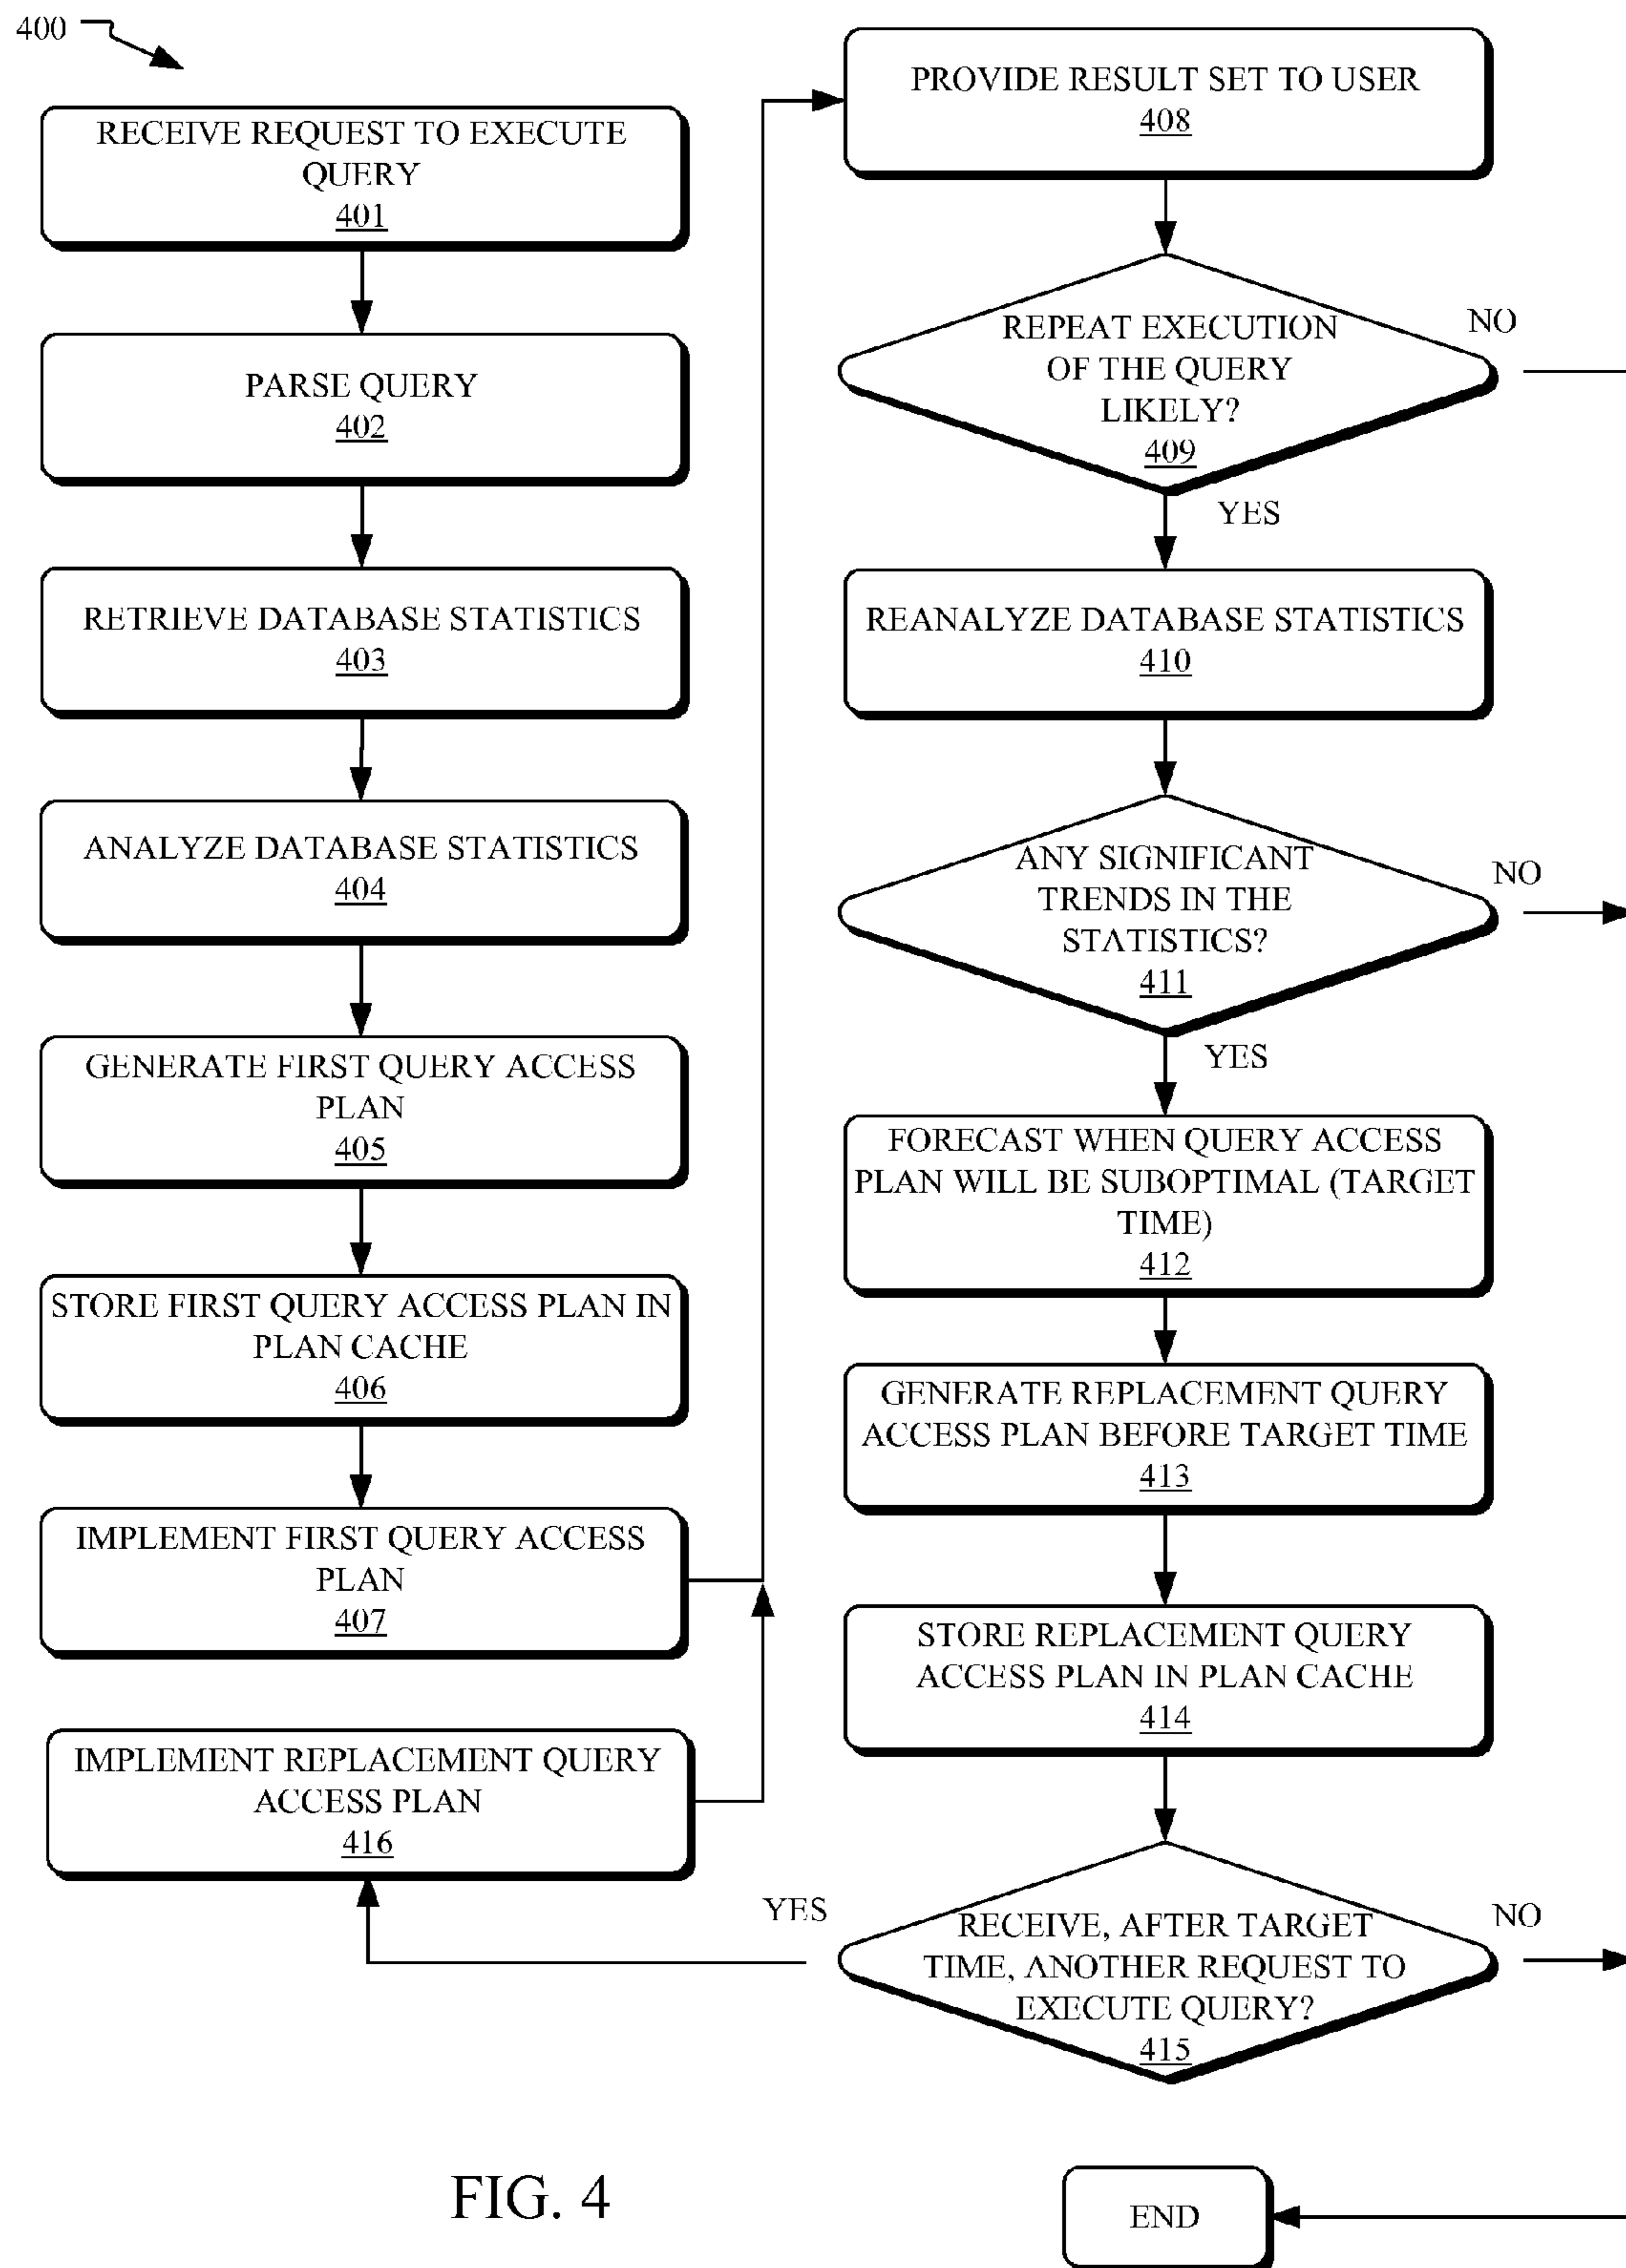 400
RECEIVE REQUEST TO EXECUTE
QUERY
401
PARSE QUERY
402
RETRIEVE DATABASE STATISTICS
403
ANALYZE DATABASE STATISTICS
404
GENERATE FIRST QUERY ACCESS
PLAN
405
STORE FIRST QUERY ACCESS PLAN IN
PLAN CACHE
406
IMPLEMENT FIRST QUERY ACCESS
PLAN
407
IMPLEMENT REPLACEMENT QUERY
ACCESS PLAN
416
PROVIDE RESULT SET TO USER
408
REPEAT EXECUTION
OF THE QUERY
LIKELY?
409
NO
YES
REANALYZE DATABASE STATISTICS
410
ANY SIGNIFICANT
TRENDS IN THE
STATISTICS?
411
NO
YES
FORECAST WHEN QUERY ACCESS
PLAN WILL BE SUBOPTIMAL (TARGET
TIME)
412
GENERATE REPLACEMENT QUERY
ACCESS PLAN BEFORE TARGET TIME
413
STORE REPLACEMENT QUERY
ACCESS PLAN IN PLAN CACHE
414
RECEIVE, AFTER TARGET
TIME, ANOTHER REQUEST TO
EXECUTE QUERY?
415
YES
NO
END
FIG. 4